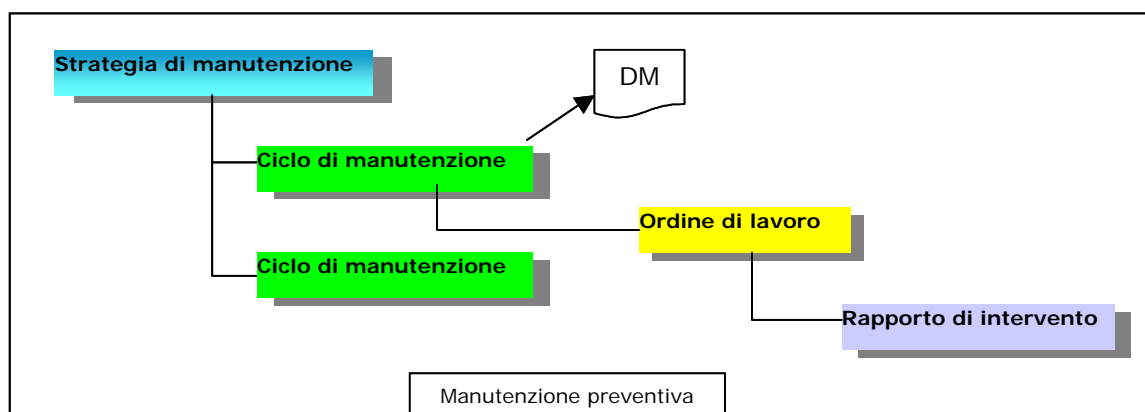 Strategia di manutenzione
DM
Ciclo di manutenzione
Ordine di lavoro
Ciclo di manutenzione
Rapporto di intervento
Manutenzione preventiva